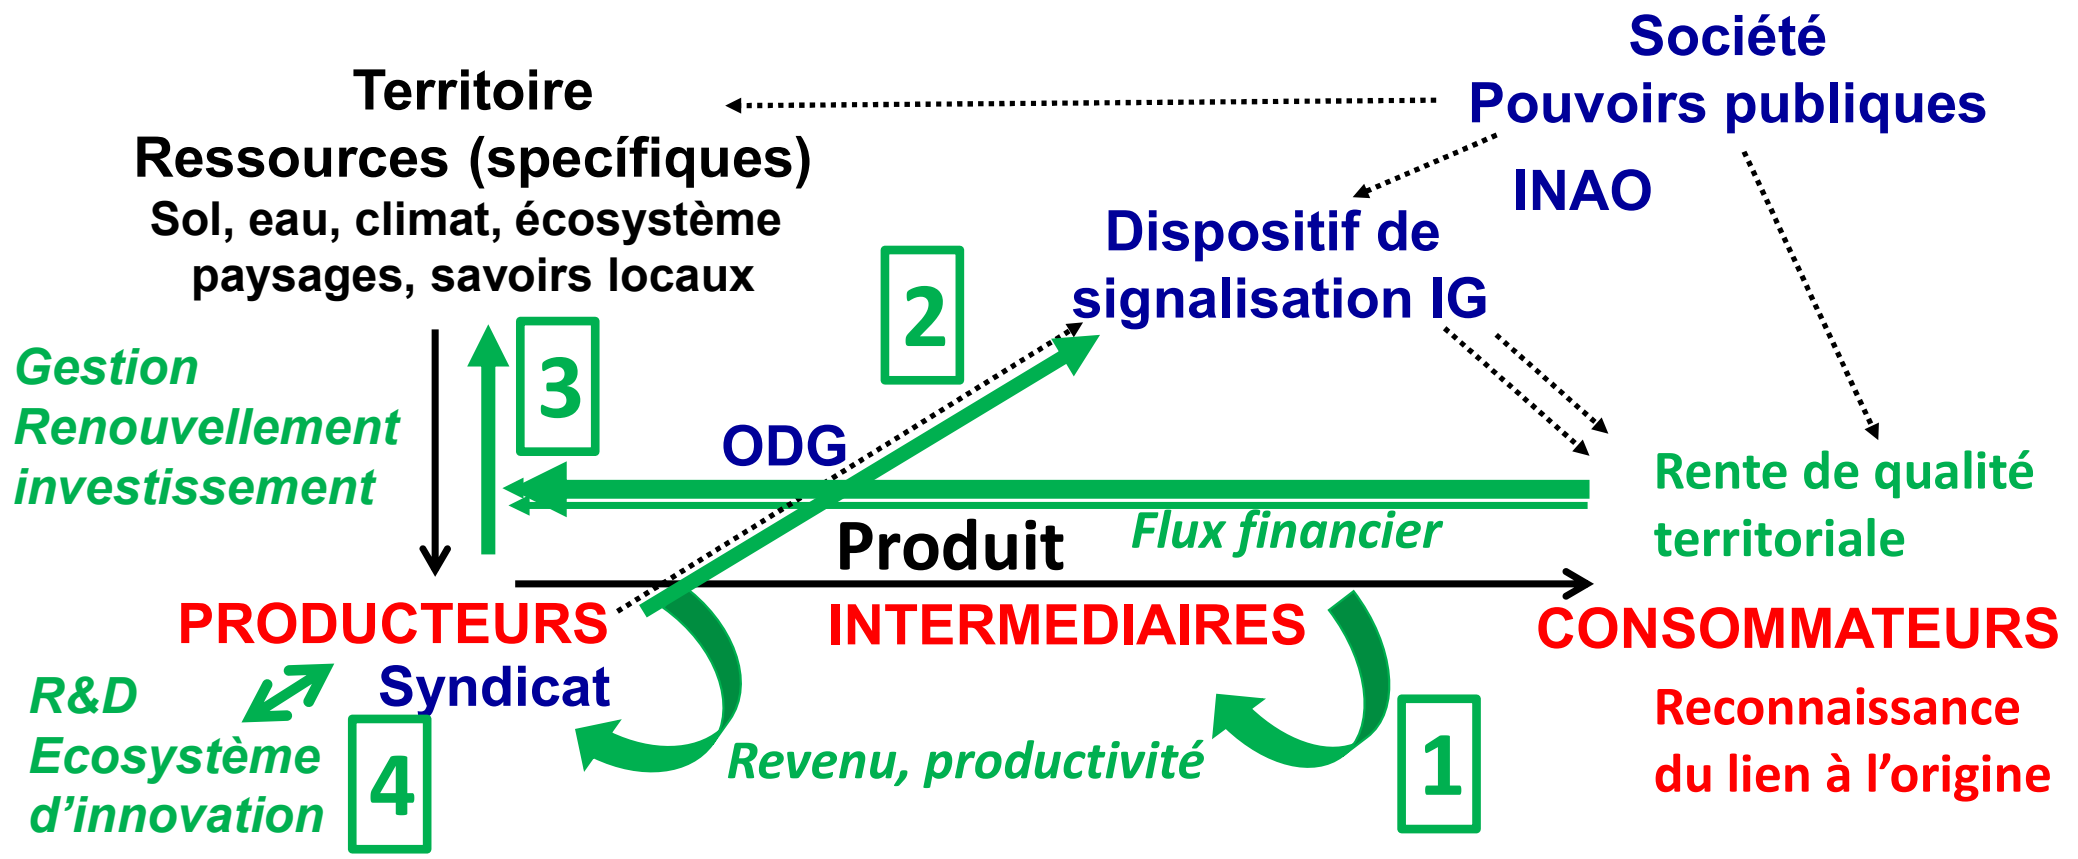 Société
Pouvoirs publiques
INAO
Territoire
Ressources (specífiques)
Sol, eau, climat, écosystème
paysages, savoirs locaux
Dispositif de
signalisation IG
2
3
Gestion
Renouvellement
investissement
ODG
Rente de qualité
territoriale
Flux financier
Produit
PRODUCTEURS
INTERMEDIAIRES
CONSOMMATEURS
Syndicat
R&D
Ecosystème
d’innovation
4
Revenu, productivité
1
Reconnaissance
du lien à l’origine